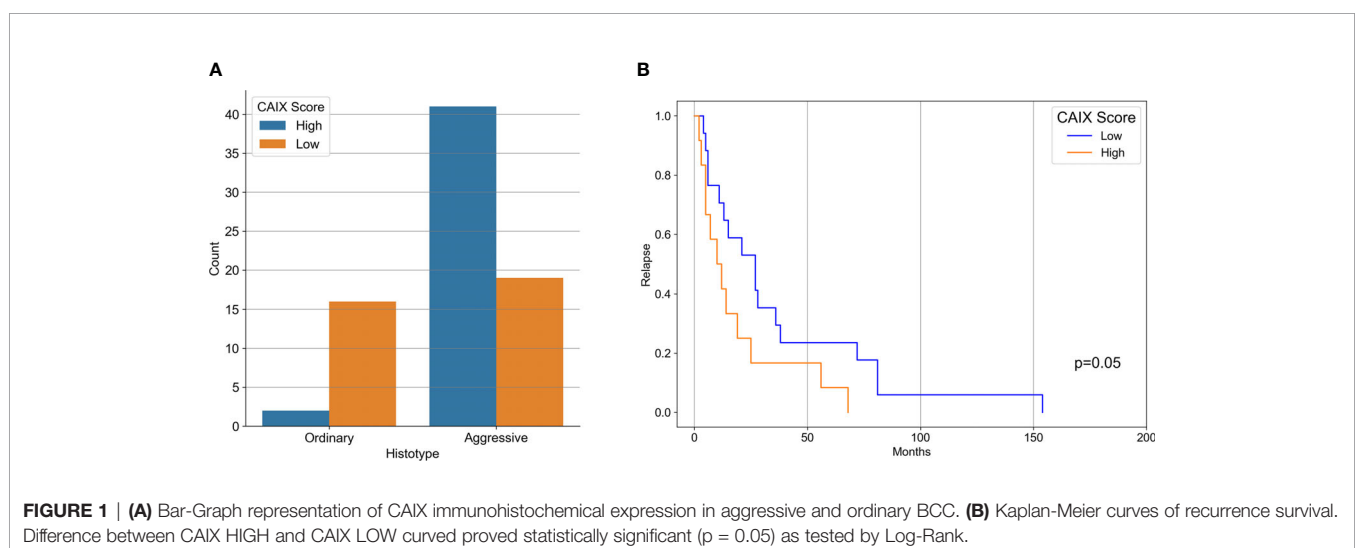 A
CAIX Score
High
Low
40
35
30
25
20
15
10
5
0
Count
Ordinary
Aggressive
Histotype
B
CAIX Score
Low
High
1.0
0.8
0.6
0.4
0.2
0.0
Relapse
p=0.05
0
50
100
150
200
Months
FIGURE 1 | (A) Bar-Graph representation of CAIX immunohistochemical expression in aggressive and ordinary BCC. (B) Kaplan-Meier curves of recurrence survival.
Difference between CAIX HIGH and CAIX LOW curved proved statistically significant (p = 0.05) as tested by Log-Rank.